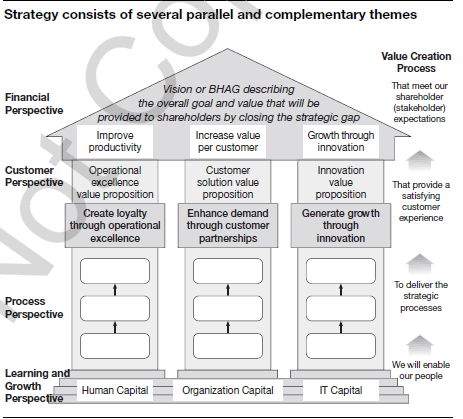 Strategy consists of several parallel and complementary themes
Value Creation
Process
Vision or BHAG describing
the overall goal and value that will be
provided to shareholders by closing the strategic gap
That meet our
shareholder
(stakeholder)
expectations
Financial
Perspective
Improve
productivity
Increase value
per customer
Growth through
innovation
Customer
Perspective
Operational
excellence
value proposition
Customer
solution value
proposition
Innovation
value
proposition
That provide a
satisfying
customer
experience
Create loyalty
through operational
excellence
Enhance demand
through customer
partnerships
Generate growth
through
innovation
Process
Perspective
To deliver the
strategic
processes
We will enable
our people
Learning and
Growth
Perspective
Human Capital
Organization Capital
IT Capital
Not Co